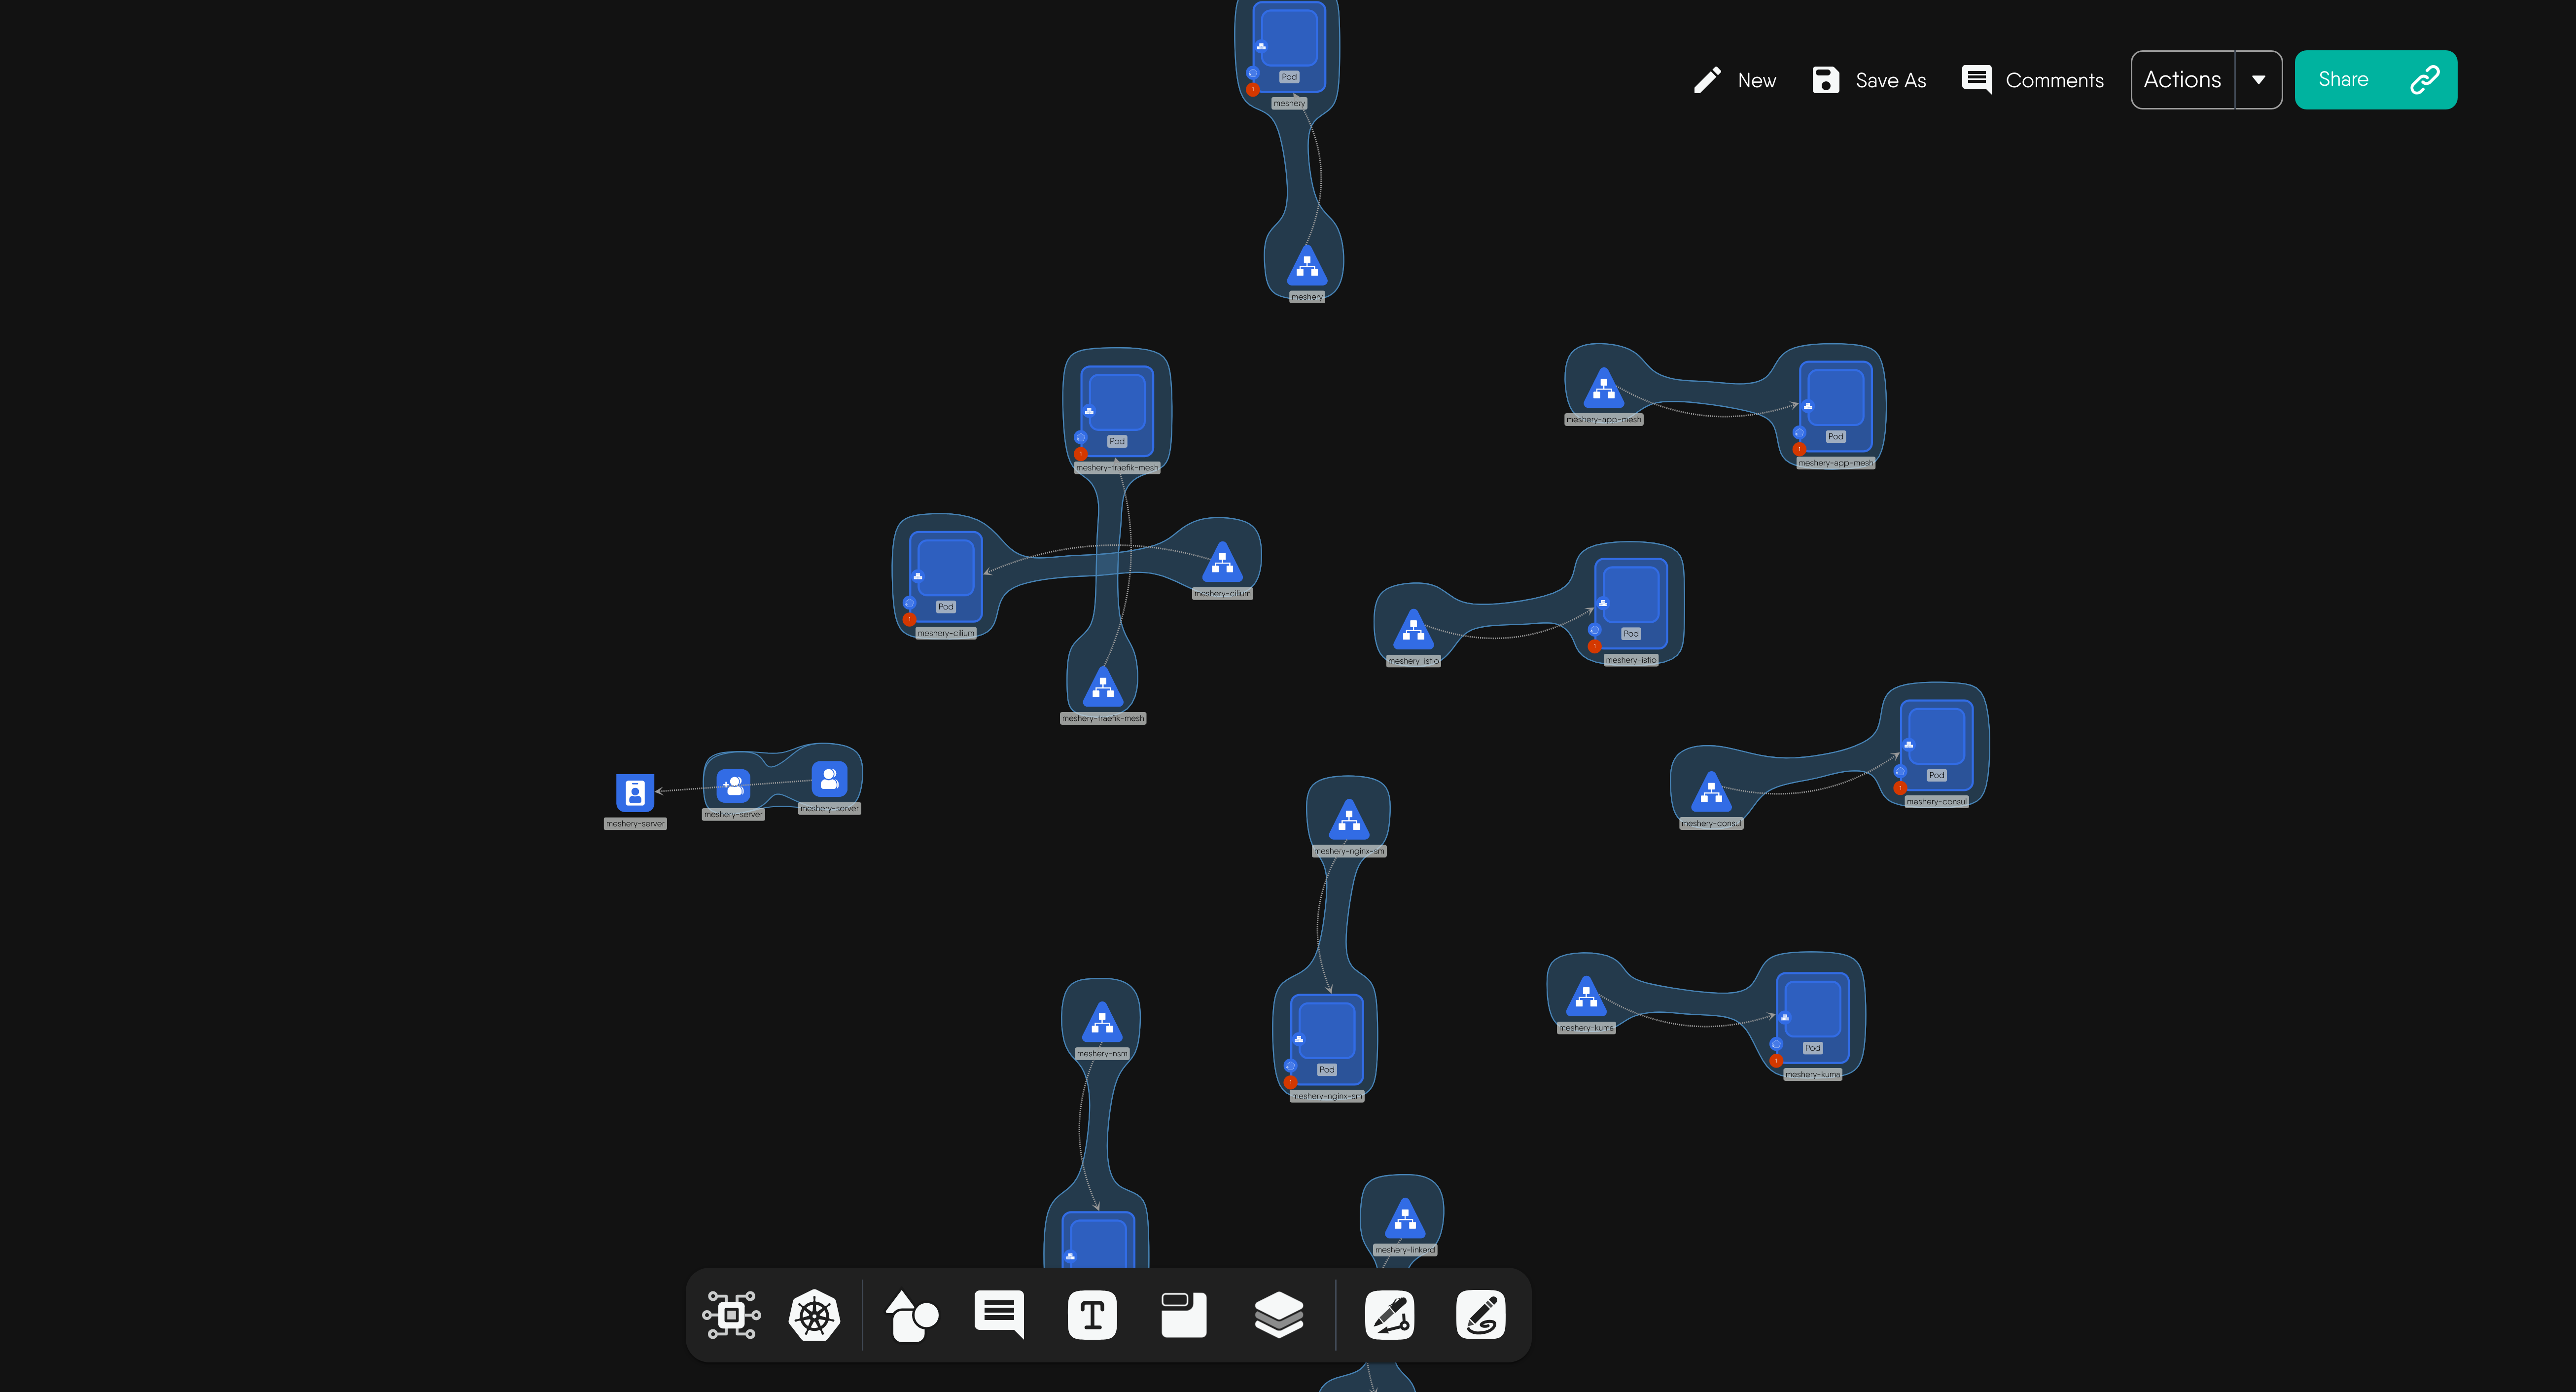 Pod
meshery
New
Save As
Comments
Actions
Share
meshery
Pod
meshery-traefik-mesh
meshery-app-mesh
Pod
meshery-app-mesh
Pod
meshery-cilium
meshery-cilium
meshery-traefik-mesh
meshery-istio
Pod
meshery-istio
meshery-server
meshery-server
meshery-server
meshery-consul
Pod
meshery-consul
meshery-nginx-sm
Pod
meshery-nginx-sm
meshery-kuma
Pod
meshery-kuma
meshery-nsm
meshery-linkerd